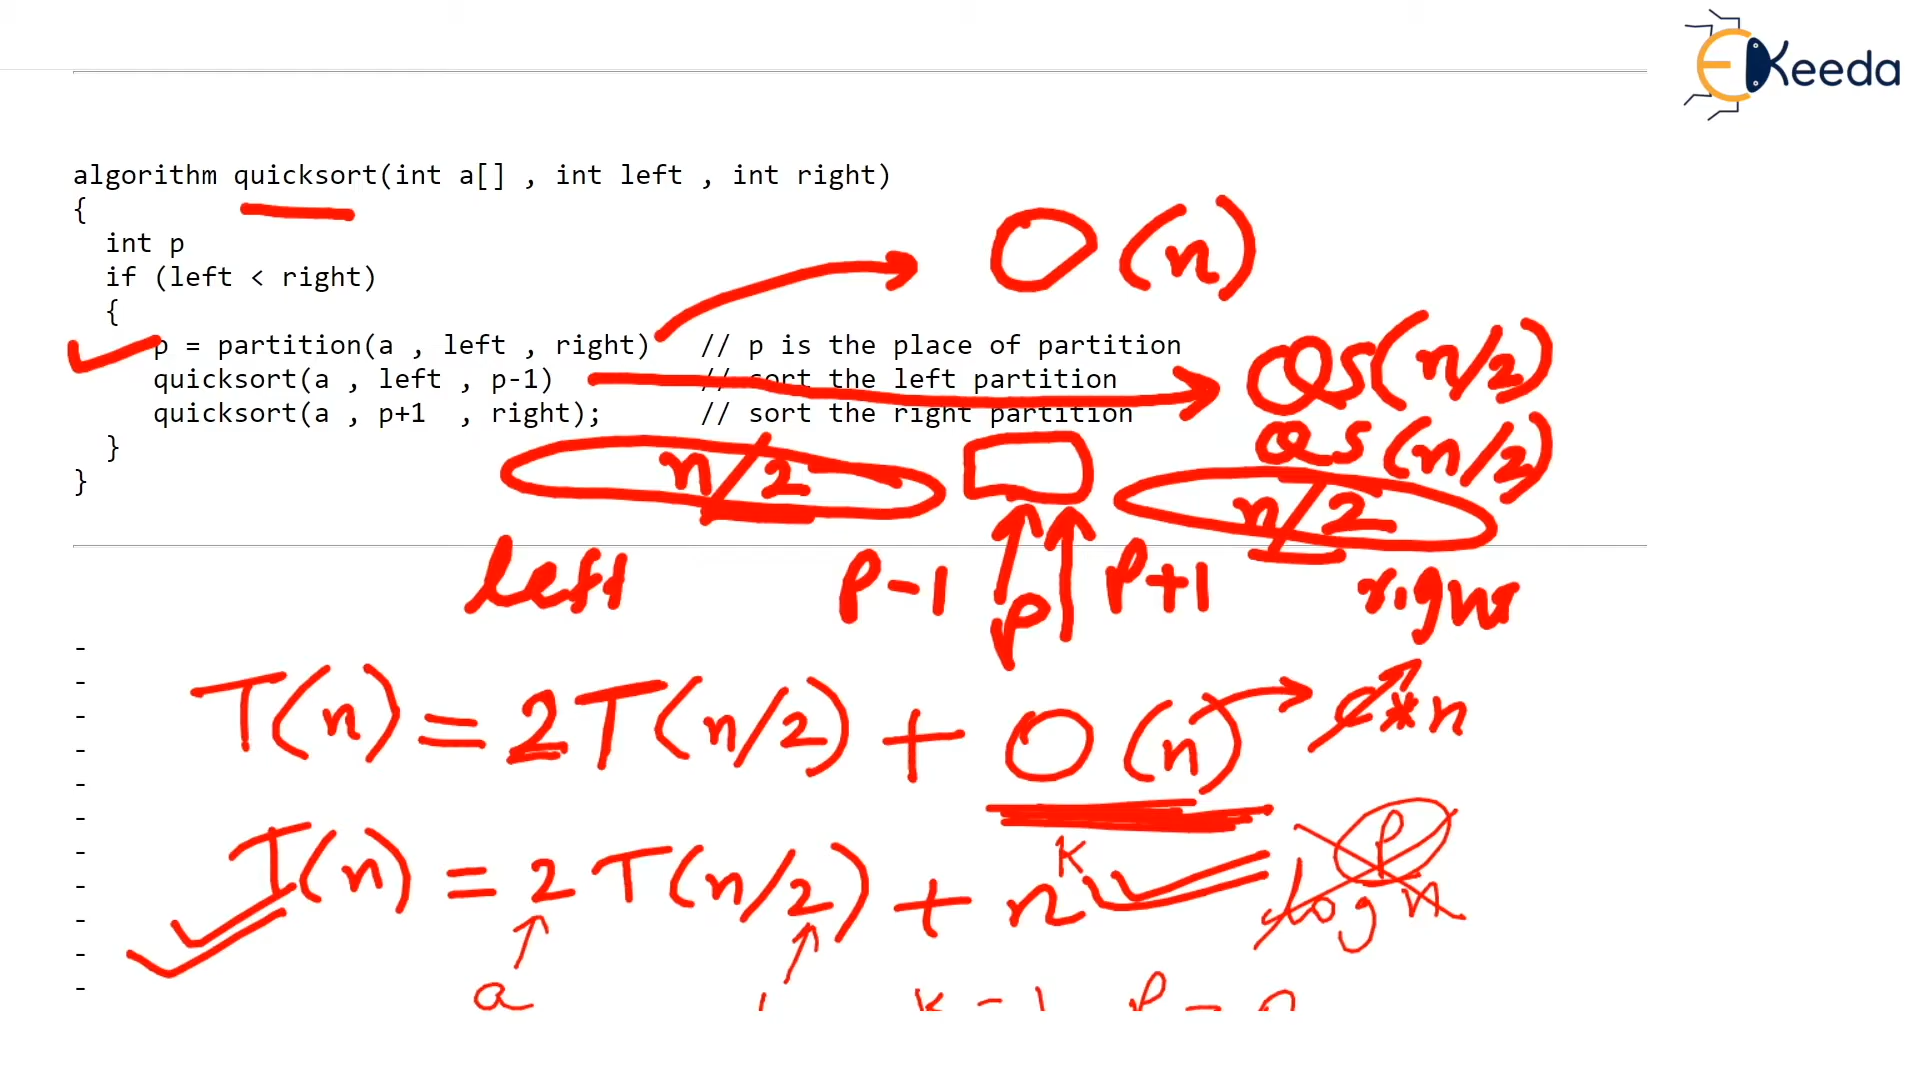 EKeeda
algorithm quicksort(int a[] , int left , int right)
{
int p
if (left < right)
{
p = partition(a , left , right) // p is the place of partition
quicksort(a , left , p-1) // sort the left partition
quicksort(a , p+1 , right); // sort the right partition
}
}
O(n)
QS(n/2)
QS(n/2)
n/2 n/2
left p-1 p p+1 right
-
-
-
-
-
-
-
-
-
-
-
T(n) = 2T(n/2) + O(n) c*n
T(n) = 2T(n/2) + n^k log^p n
a k = 1 p = 0